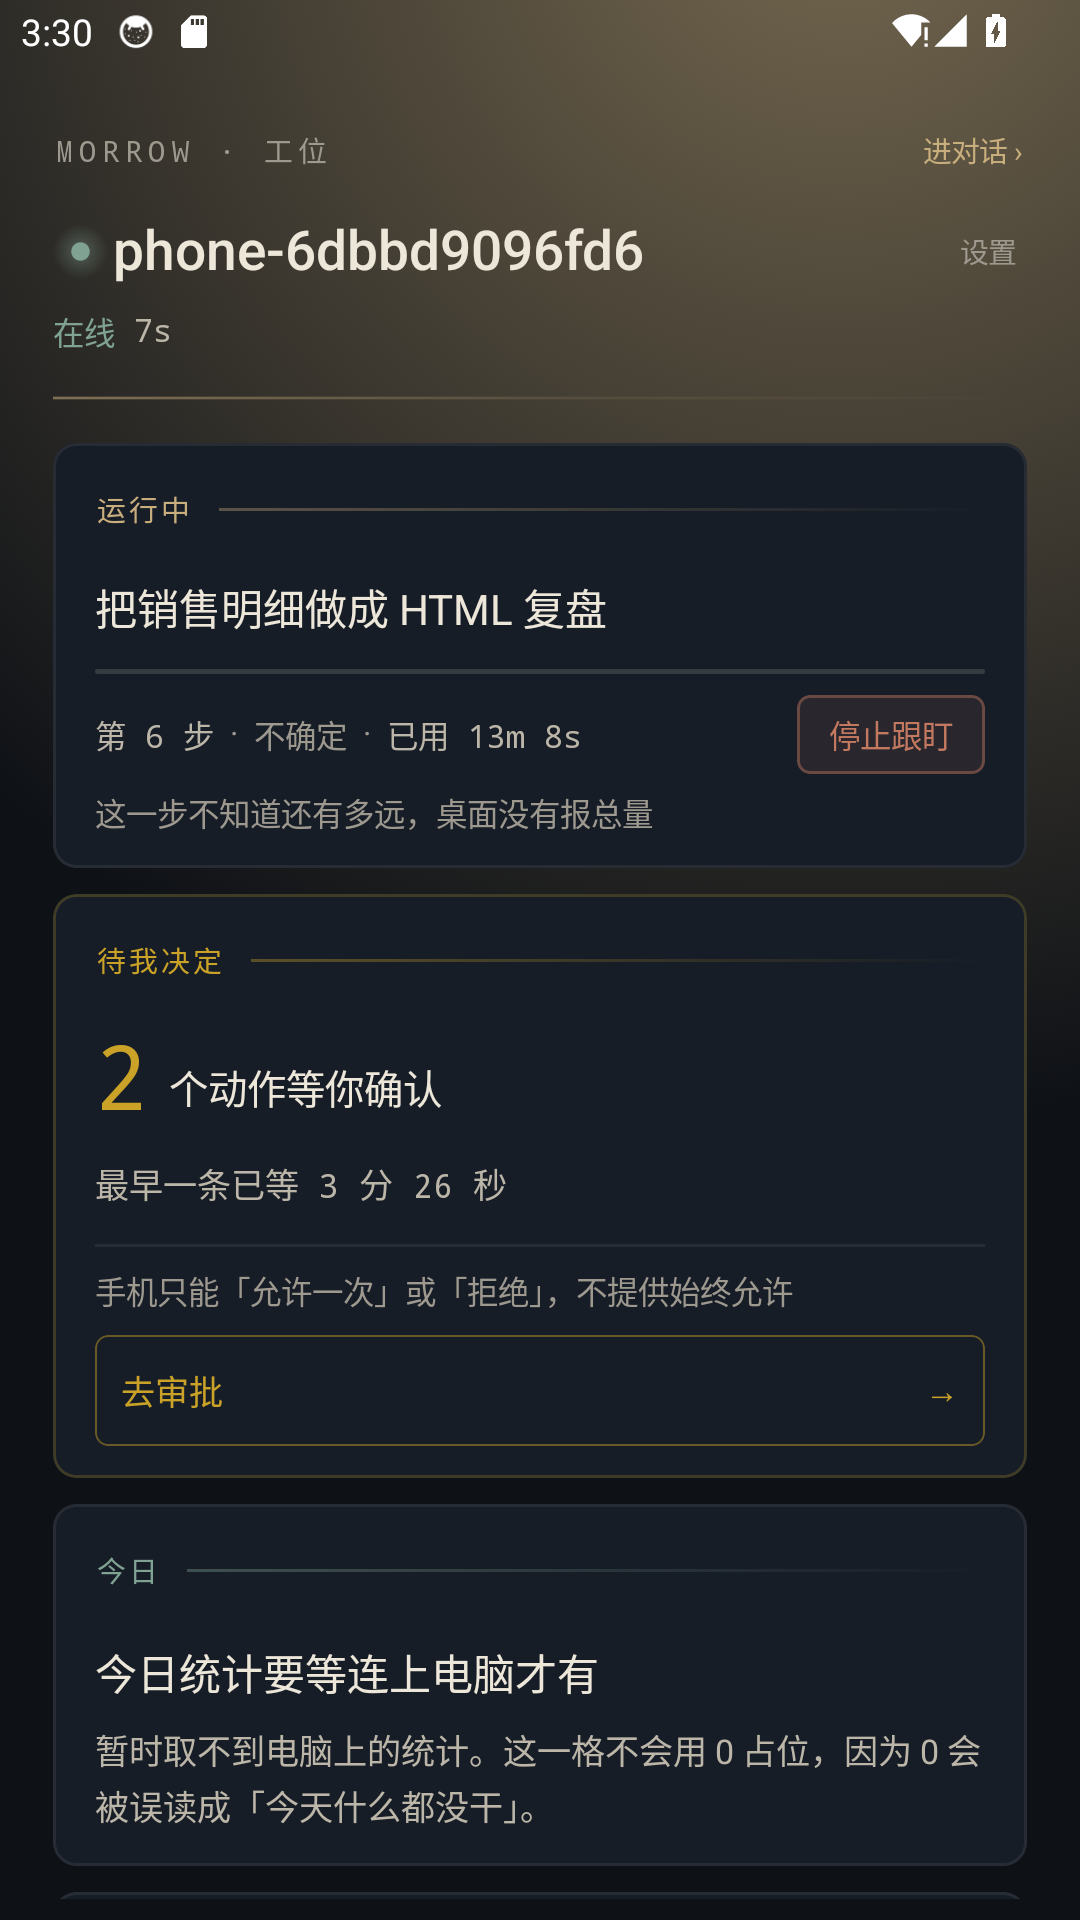 3:30
MORROW · 工位
进对话 ›
phone-6dbbd9096fd6
设置
在线 7s
运行中
把销售明细做成 HTML 复盘
第 6 步 · 不确定 · 已用 13m 8s
停止跟盯
这一步不知道还有多远，桌面没有报总量
待我决定
2 个动作等你确认
最早一条已等 3 分 26 秒
手机只能「允许一次」或「拒绝」，不提供始终允许
去审批 →
今日
今日统计要等连上电脑才有
暂时取不到电脑上的统计。这一格不会用 0 占位，因为 0 会
被误读成「今天什么都没干」。